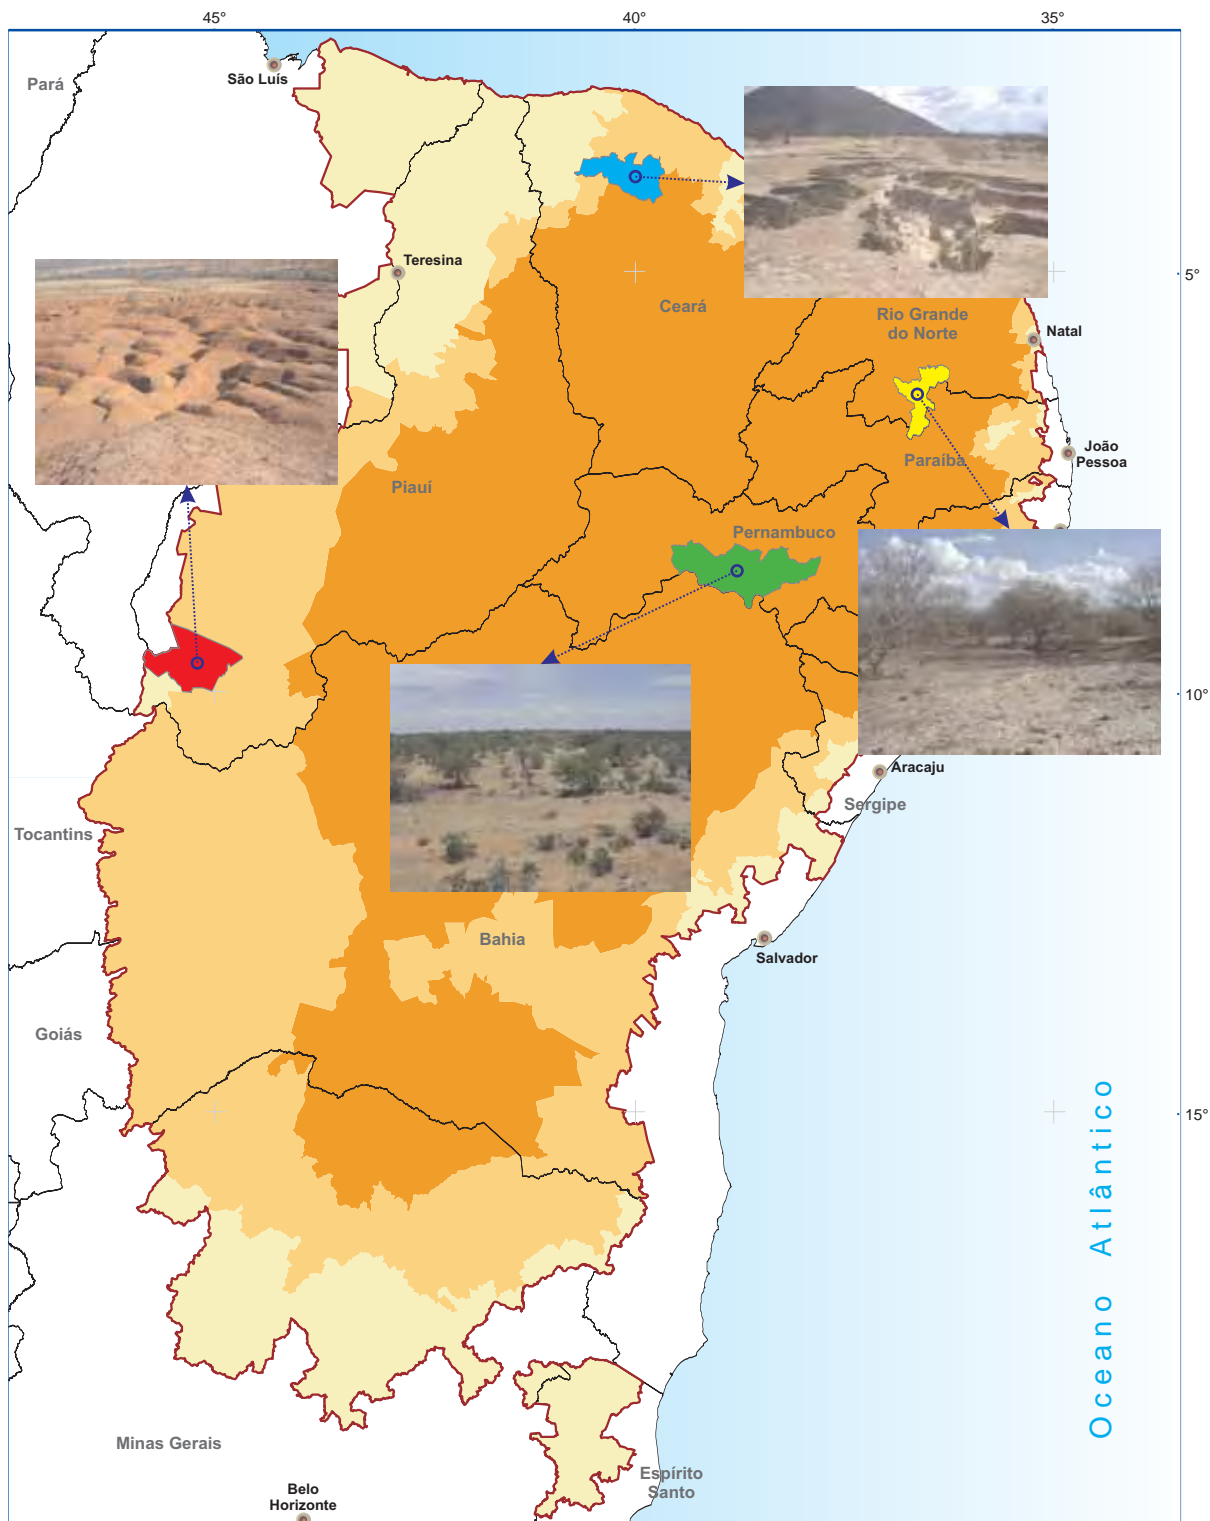 45°
40°
35°
Pará
São Luís
Teresina
5°
Ceará
Rio Grande
do Norte
Natal
João
Pessoa
Paraíba
Piauí
Pernambuco
10°
Aracaju
Sergipe
Tocantins
Bahia
Salvador
Goiás
15°
Oceano Atlântico
Minas Gerais
Espírito
Santo
Belo
Horizonte